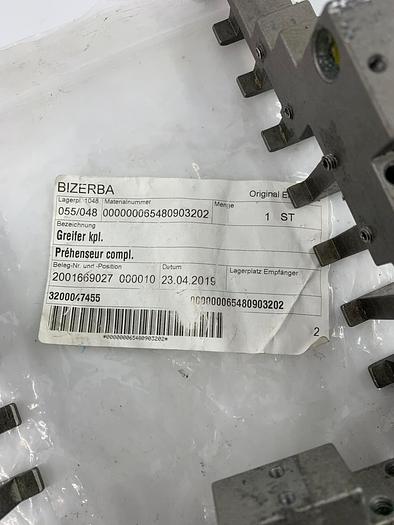 BIZERBA Original E
Lagerpl. 1048 Materialnummer Menge
055/048 000000065480903202 1 ST
Bezeichnung
Greifer kpl.
Préhenseur compl.
Beleg-Nr. und -Position Datum Lagerplatz Empfänger
2001669027 000010 23.04.2019
3200047455 000000065480903202
*000000065480903202* 2